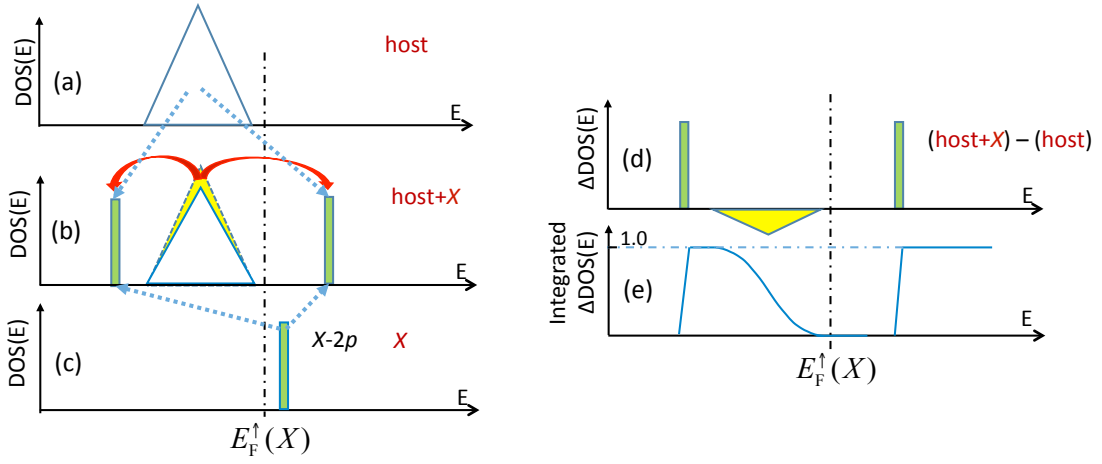 DOS(E)
host
(a)
E
DOS(E)
host+X
(b)
E
DOS(E)
X-2p
X
(c)
E
E_F^↑(X)
ΔDOS(E)
(d)
(host+X) – (host)
E
Integrated
ΔDOS(E)
1.0
(e)
E
E_F^↑(X)